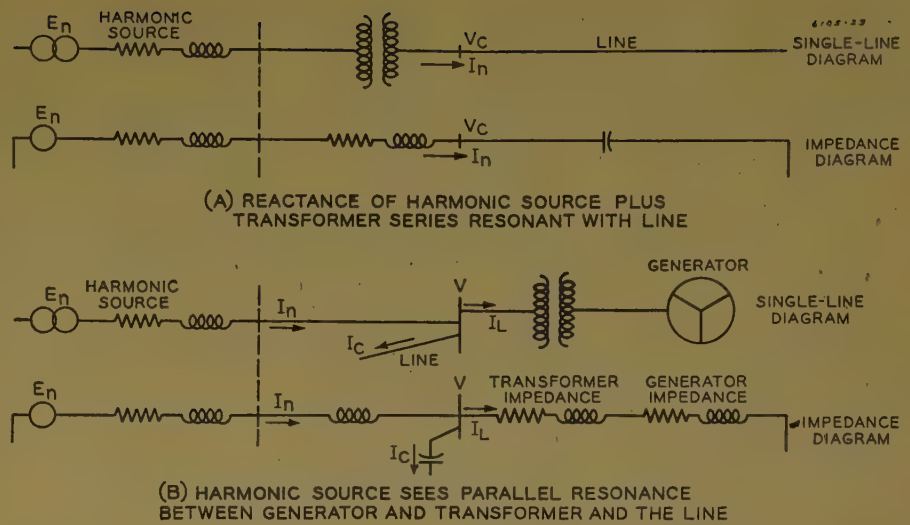 En
HARMONIC
SOURCE
VC
In
LINE
6-05-29
SINGLE-LINE
DIAGRAM
En
VC
In
IMPEDANCE
DIAGRAM
(A) REACTANCE OF HARMONIC SOURCE PLUS
TRANSFORMER SERIES RESONANT WITH LINE
En
HARMONIC
SOURCE
In
V
IL
IC
LINE
GENERATOR
SINGLE-LINE
DIAGRAM
En
In
V
IL
IC
TRANSFORMER
IMPEDANCE
GENERATOR
IMPEDANCE
IMPEDANCE
DIAGRAM
(B) HARMONIC SOURCE SEES PARALLEL RESONANCE
BETWEEN GENERATOR AND TRANSFORMER AND THE LINE